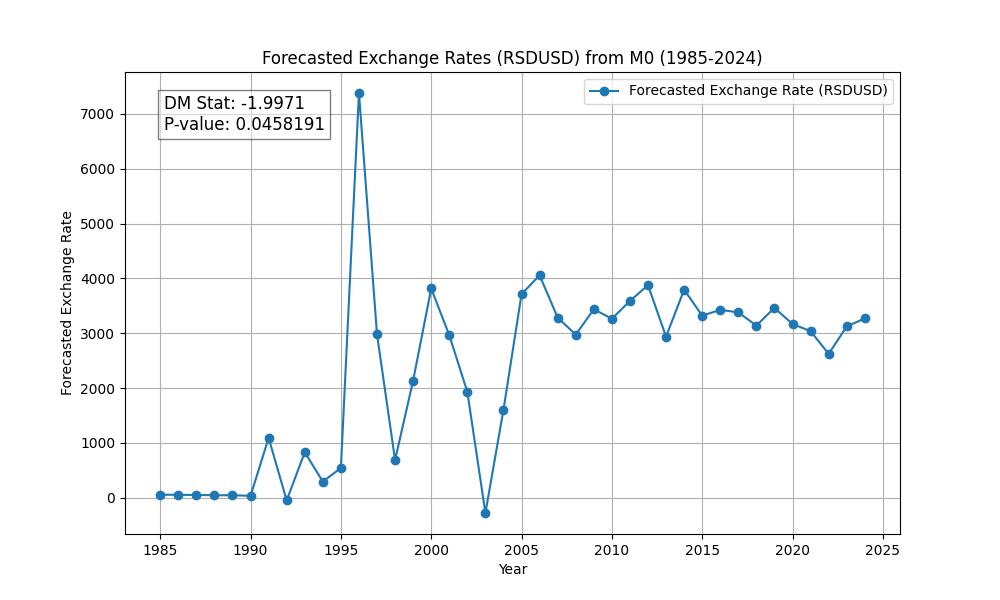 Forecasted Exchange Rates (RSDUSD) from M0 (1985-2024)
DM Stat: -1.9971
P-value: 0.0458191
Forecasted Exchange Rate (RSDUSD)
Forecasted Exchange Rate
7000
6000
5000
4000
3000
2000
1000
0
1985
1990
1995
2000
2005
2010
2015
2020
2025
Year